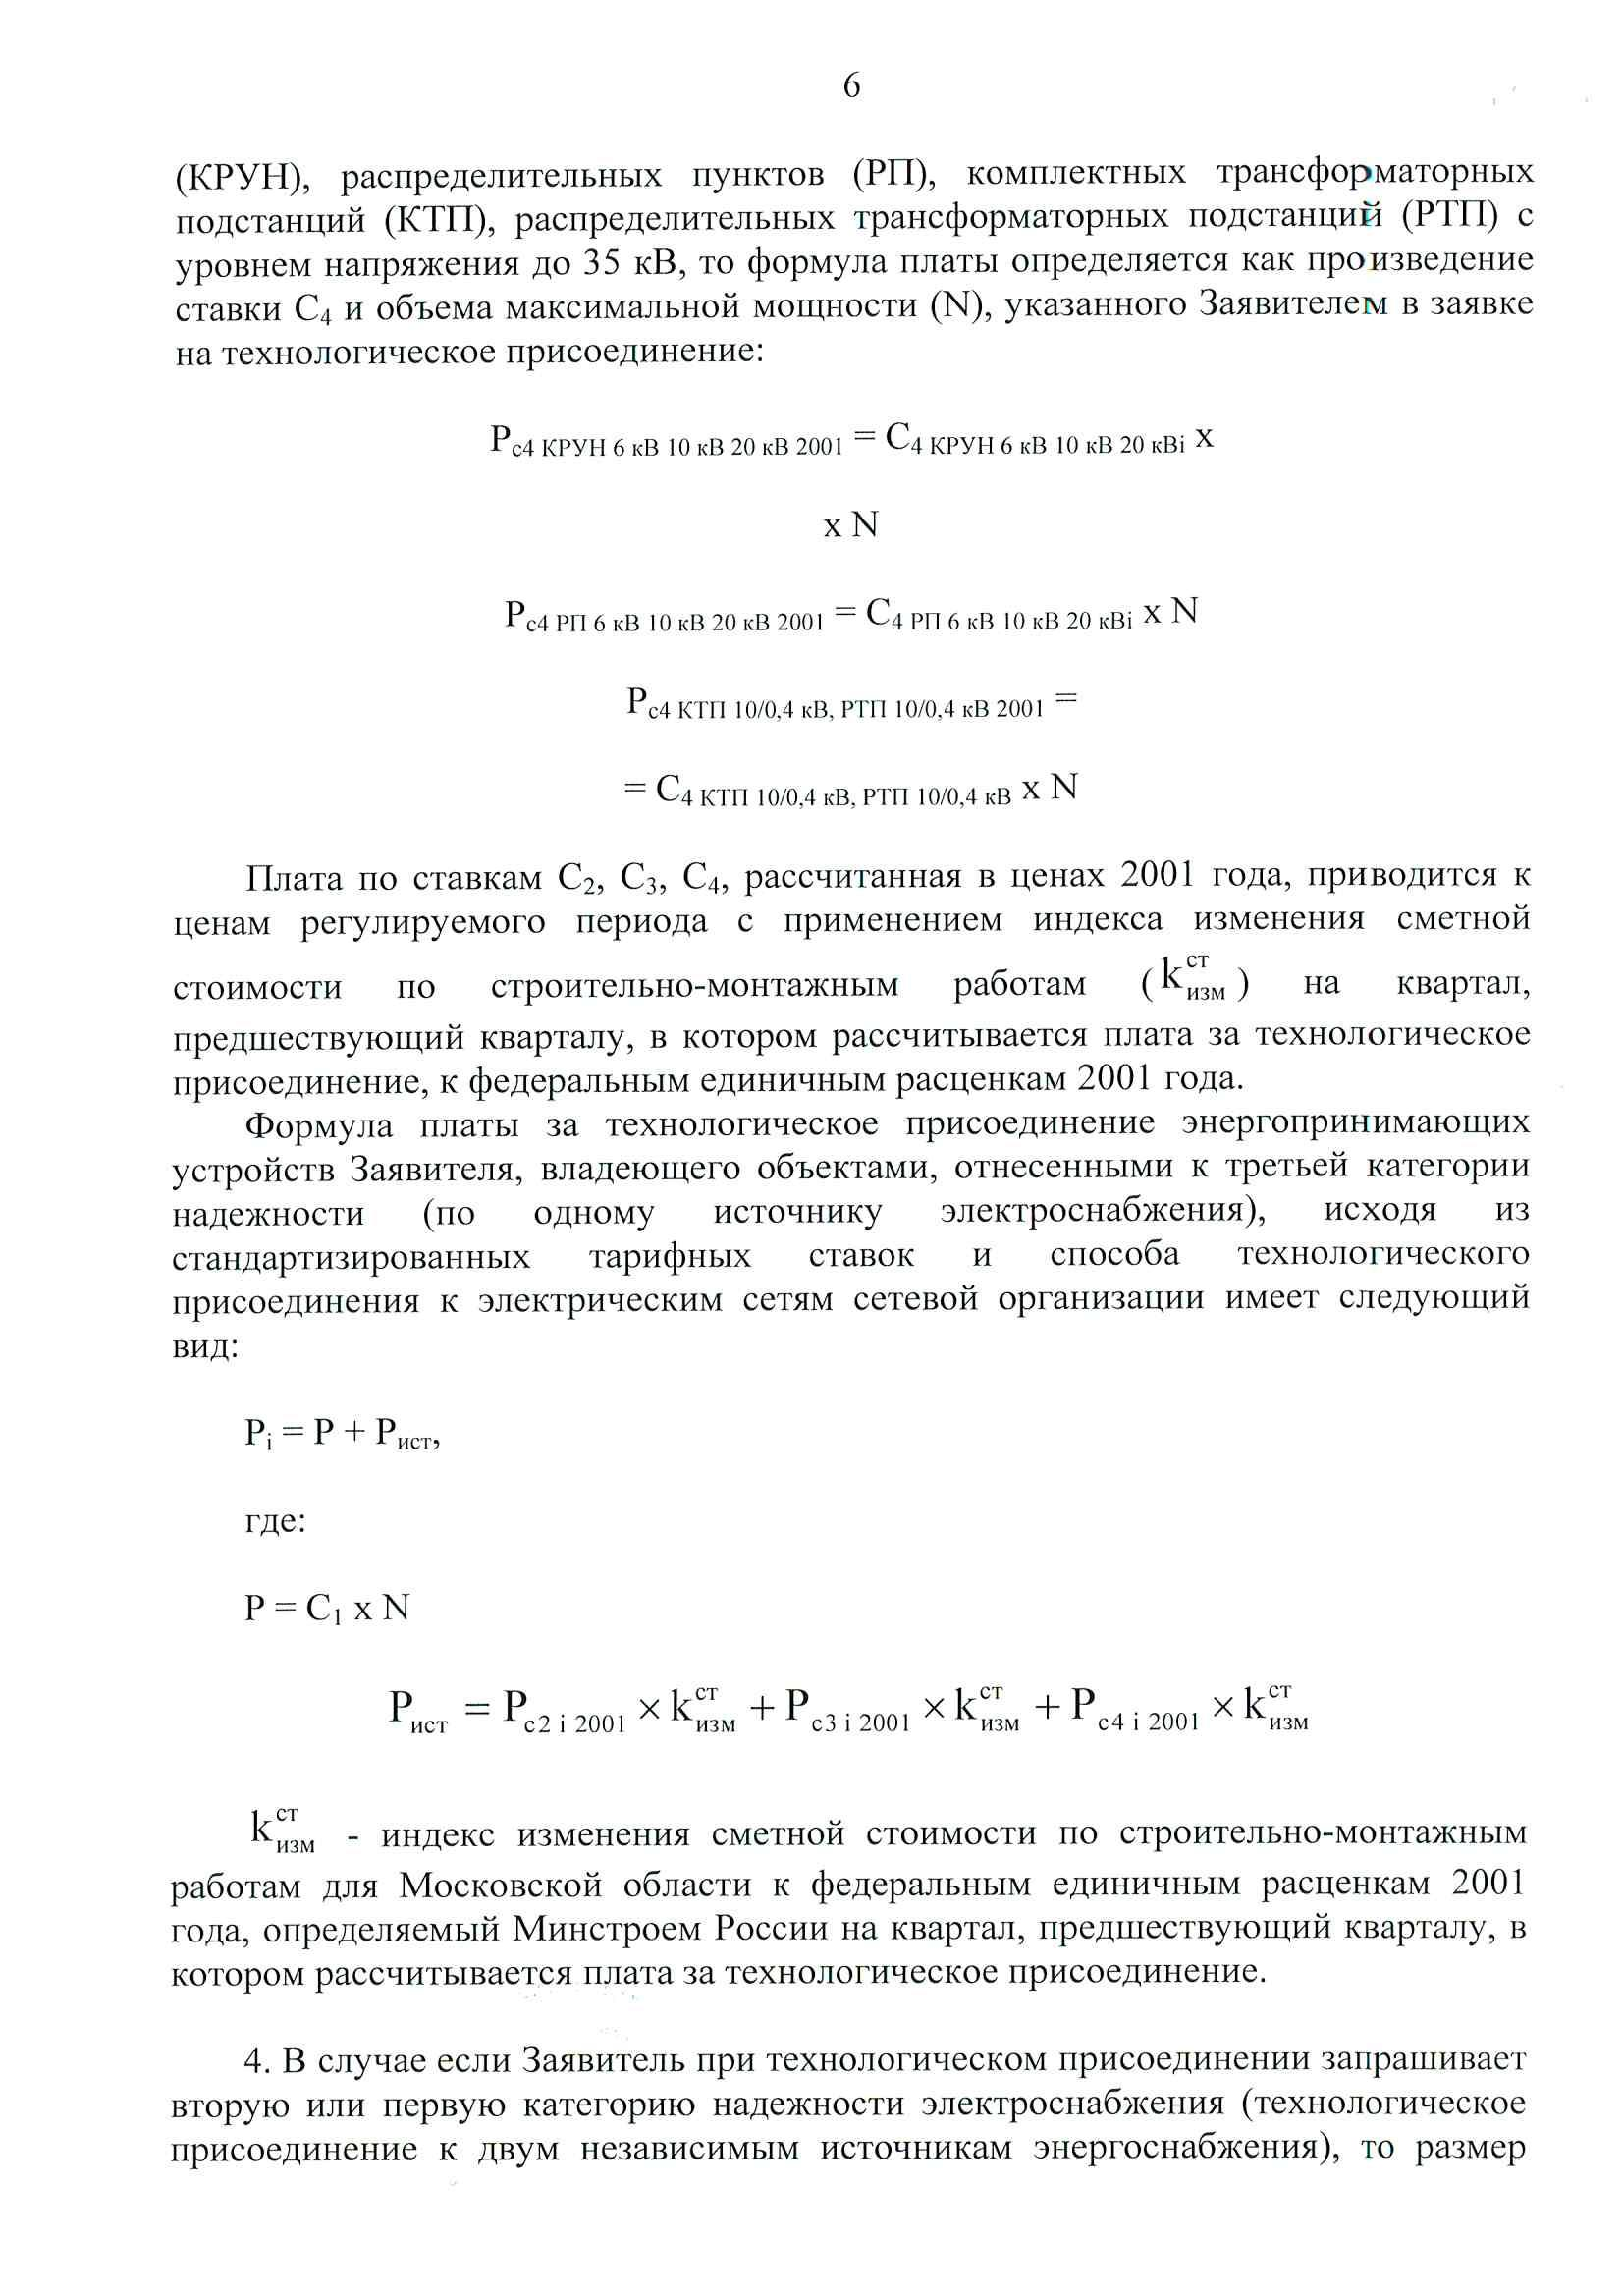 6
(КРУН), распределительных пунктов (РП), комплектных трансформаторных
подстанций (КТП), распределительных трансформаторных подстанций (РТП) с
уровнем напряжения до 35 кВ, то формула платы определяется как произведение
ставки C₄ и объема максимальной мощности (N), указанного Заявителем в заявке
на технологическое присоединение:
Pс4 КРУН 6 кВ 10 кВ 20 кВ 2001 = C4 КРУН 6 кВ 10 кВ 20 кВi x
x N
Pс4 РП 6 кВ 10 кВ 20 кВ 2001 = C4 РП 6 кВ 10 кВ 20 кВi x N
Pс4 КТП 10/0,4 кВ, РТП 10/0,4 кВ 2001 =
= C4 КТП 10/0,4 кВ, РТП 10/0,4 кВ x N
Плата по ставкам C₂, C₃, C₄, рассчитанная в ценах 2001 года, приводится к
ценам регулируемого периода с применением индекса изменения сметной
стоимости по строительно-монтажным работам (k ст изм) на квартал,
предшествующий кварталу, в котором рассчитывается плата за технологическое
присоединение, к федеральным единичным расценкам 2001 года.
Формула платы за технологическое присоединение энергопринимающих
устройств Заявителя, владеющего объектами, отнесенными к третьей категории
надежности (по одному источнику электроснабжения), исходя из
стандартизированных тарифных ставок и способа технологического
присоединения к электрическим сетям сетевой организации имеет следующий
вид:
Pi = P + Pист,
где:
P = C₁ x N
Pист = Pс2 i 2001 × k ст изм + Pс3 i 2001 × k ст изм + Pс4 i 2001 × k ст изм
k ст изм - индекс изменения сметной стоимости по строительно-монтажным
работам для Московской области к федеральным единичным расценкам 2001
года, определяемый Минстроем России на квартал, предшествующий кварталу, в
котором рассчитывается плата за технологическое присоединение.
4. В случае если Заявитель при технологическом присоединении запрашивает
вторую или первую категорию надежности электроснабжения (технологическое
присоединение к двум независимым источникам энергоснабжения), то размер